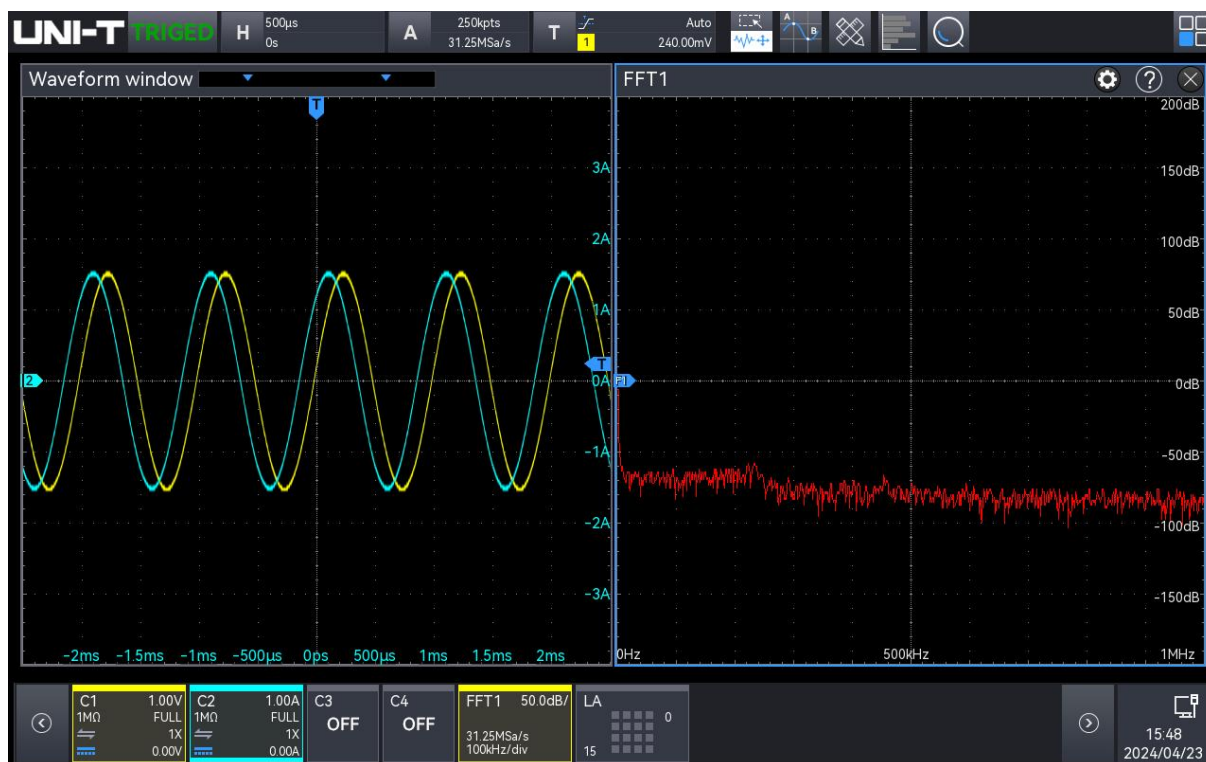 UNI-T TRIGED H 500μs 0s A 250kpts 31.25MSa/s T 1 Auto 240.00mV A B
Waveform window
T
3A
2A
1A
T
2
0A
-1A
-2A
-3A
-2ms -1.5ms -1ms -500μs 0ps 500μs 1ms 1.5ms 2ms
FFT1 ?
200dB
150dB
100dB
50dB
0dB
-50dB
-100dB
-150dB
0Hz 500kHz 1MHz
C1 1.00V
1MΩ FULL
1X
0.00V
C2 1.00A
1MΩ FULL
1X
0.00A
C3
OFF
C4
OFF
FFT1 50.0dB/
31.25MSa/s
100kHz/div
LA
0
15
15:48
2024/04/23